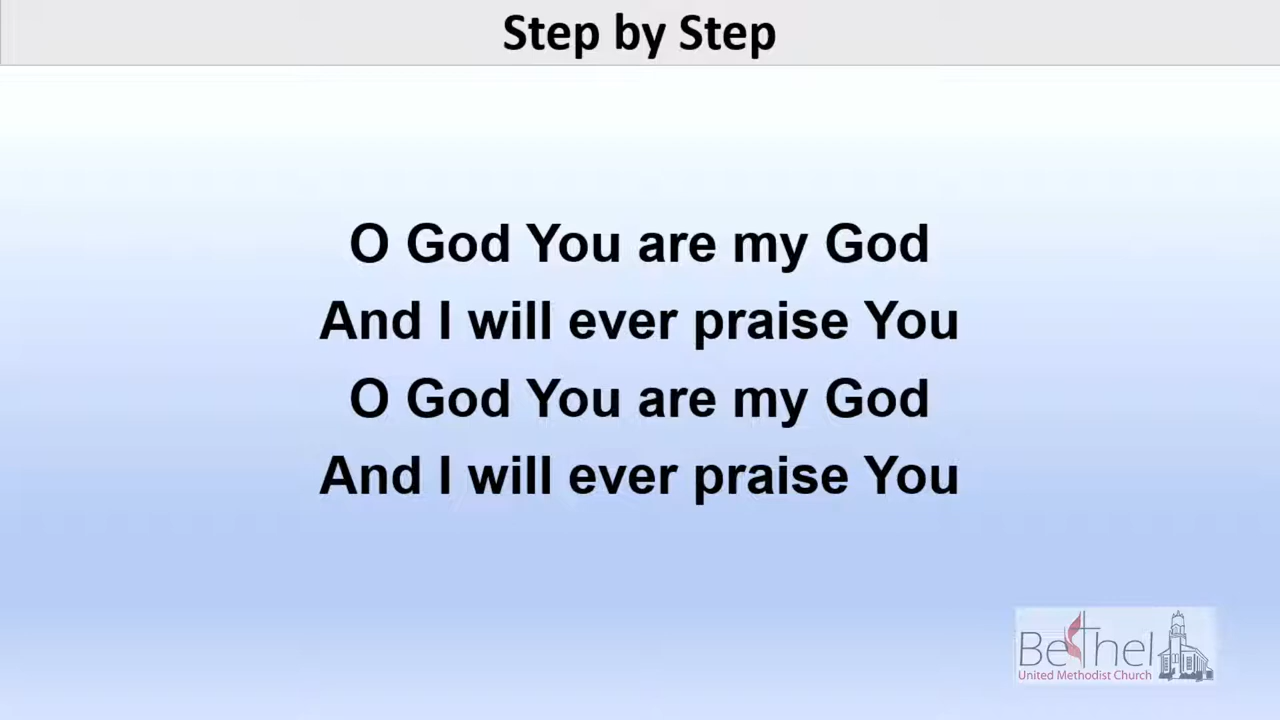 Step by Step
O God You are my God
And I will ever praise You
O God You are my God
And I will ever praise You
Bethel
United Methodist Church